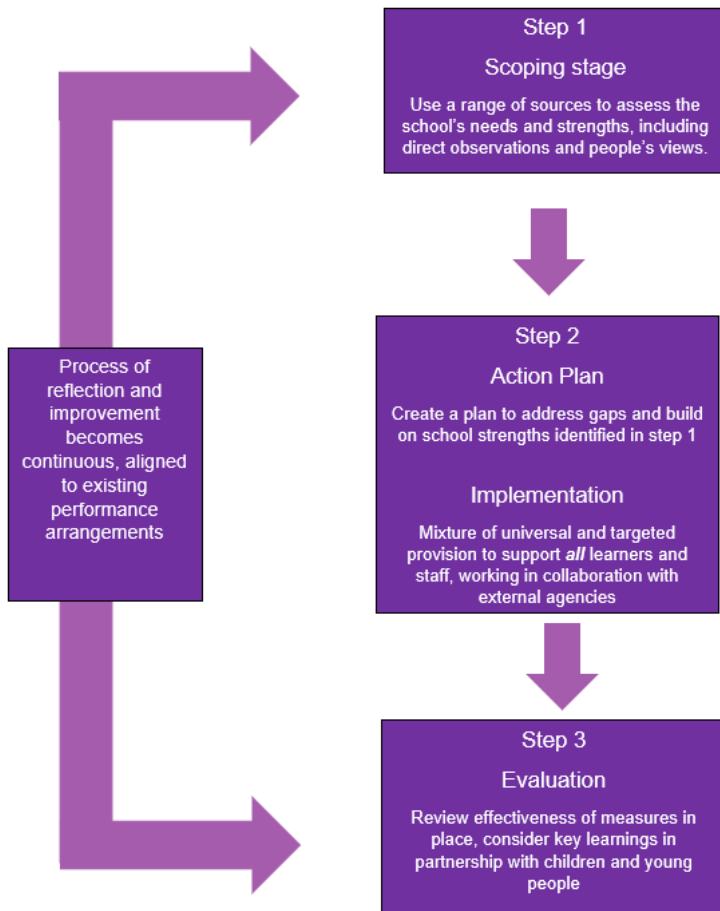 Step 1
Scoping stage
Use a range of sources to assess the
school's needs and strengths, including
direct observations and people's views.
Process of
reflection and
improvement
becomes
continuous, aligned
to existing
performance
arrangements
Step 2
Action Plan
Create a plan to address gaps and build
on school strengths identified in step 1
Implementation
Mixture of universal and targeted
provision to support all learners and
staff, working in collaboration with
external agencies
Step 3
Evaluation
Review effectiveness of measures in
place, consider key learnings in
partnership with children and young
people